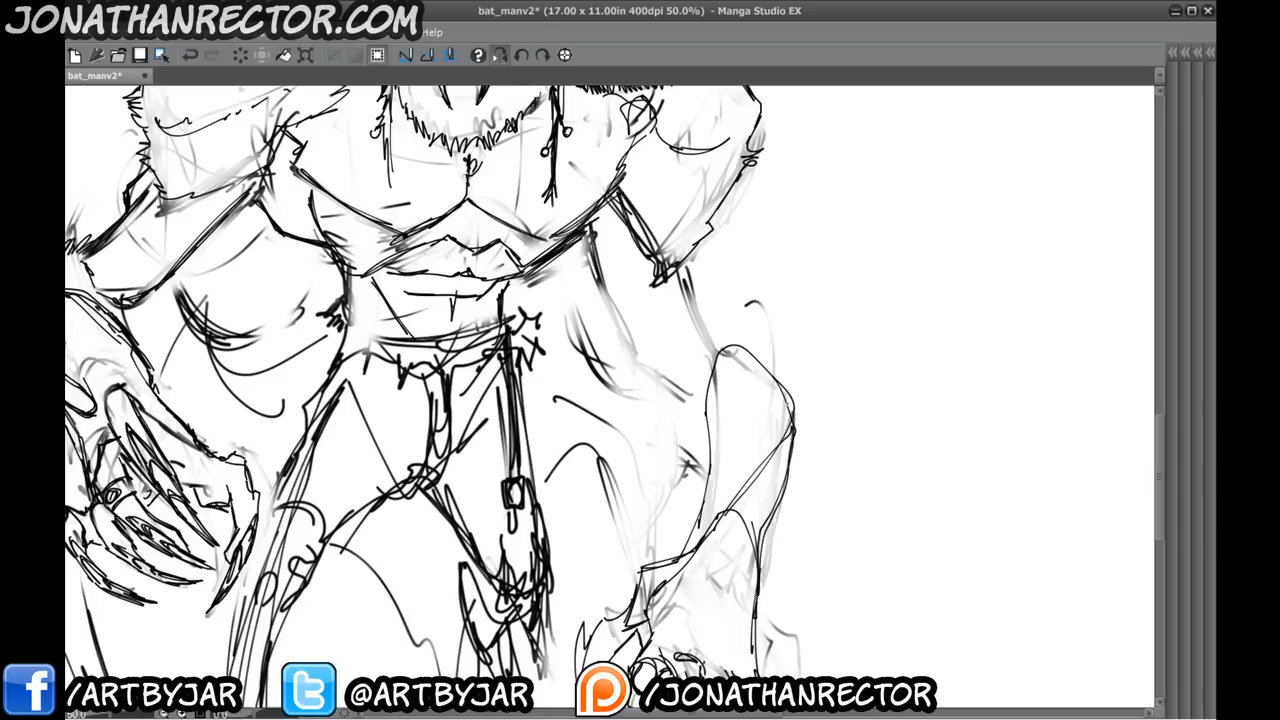 JONATHANRECTOR.COM
bat_manv2* (17.00 x 11.00in 400dpi 50.0%) - Manga Studio EX
Help
bat_manv2*
/ARTBYJAR
@ARTBYJAR
/JONATHANRECTOR